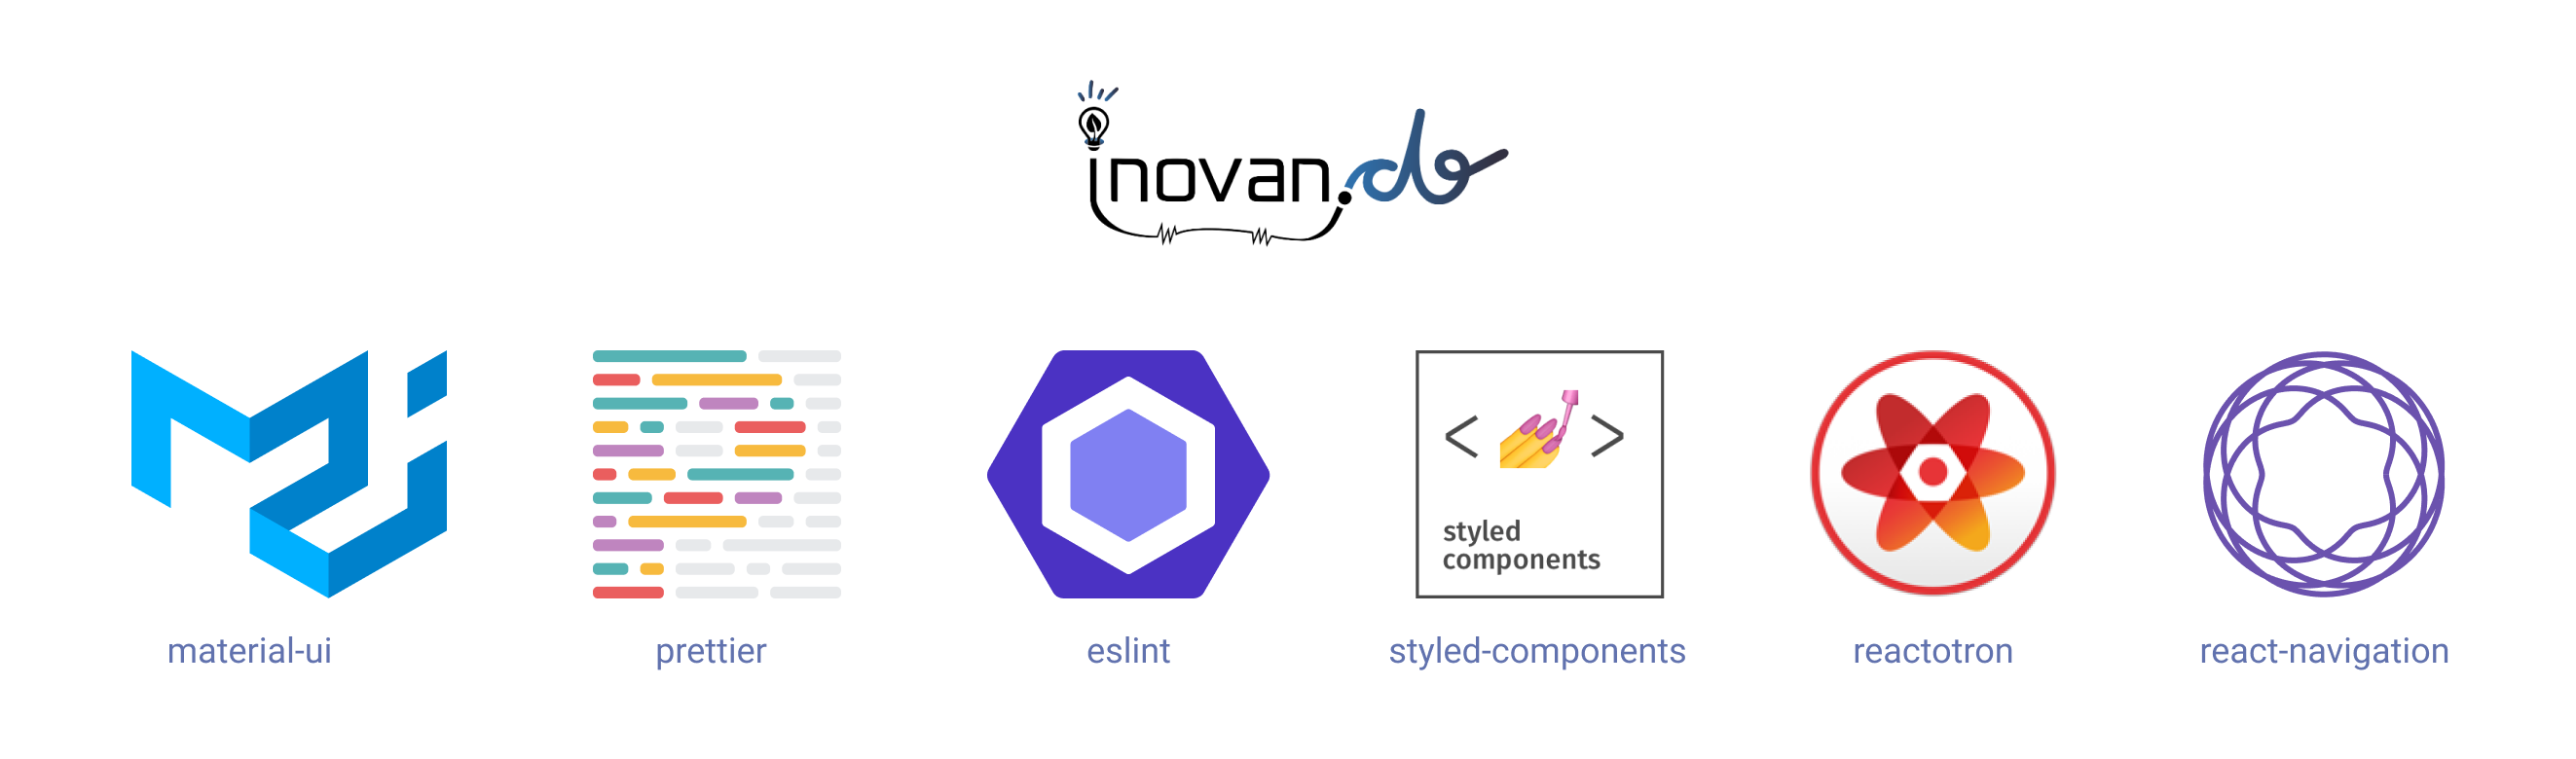 inovan.do
styled
components
material-ui
prettier
eslint
styled-components
reactotron
react-navigation